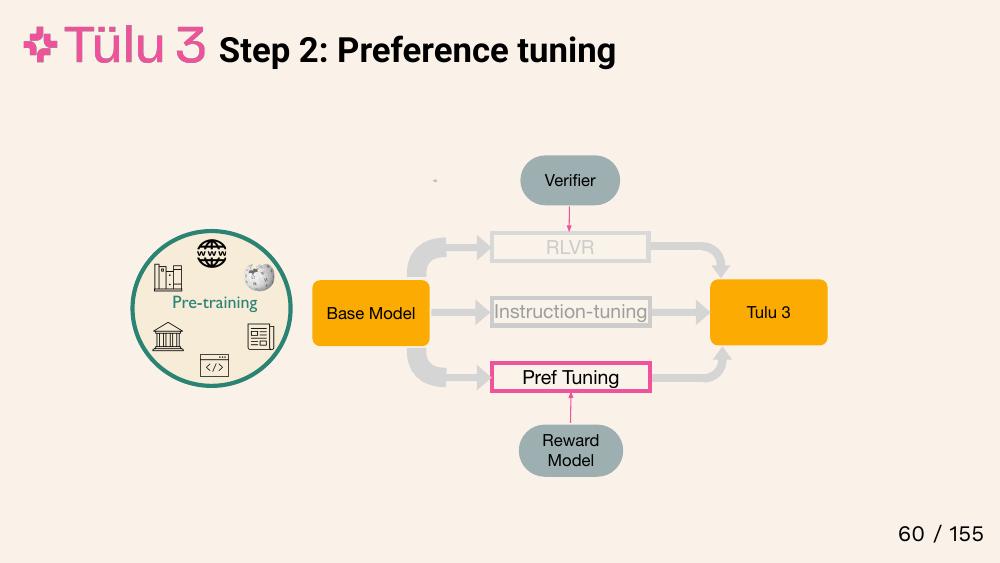 Tülu 3 Step 2: Preference tuning
Verifier
RLVR
WWW
Pre-training
Base Model
Instruction-tuning
Tulu 3
</>
Pref Tuning
Reward
Model
60 / 155